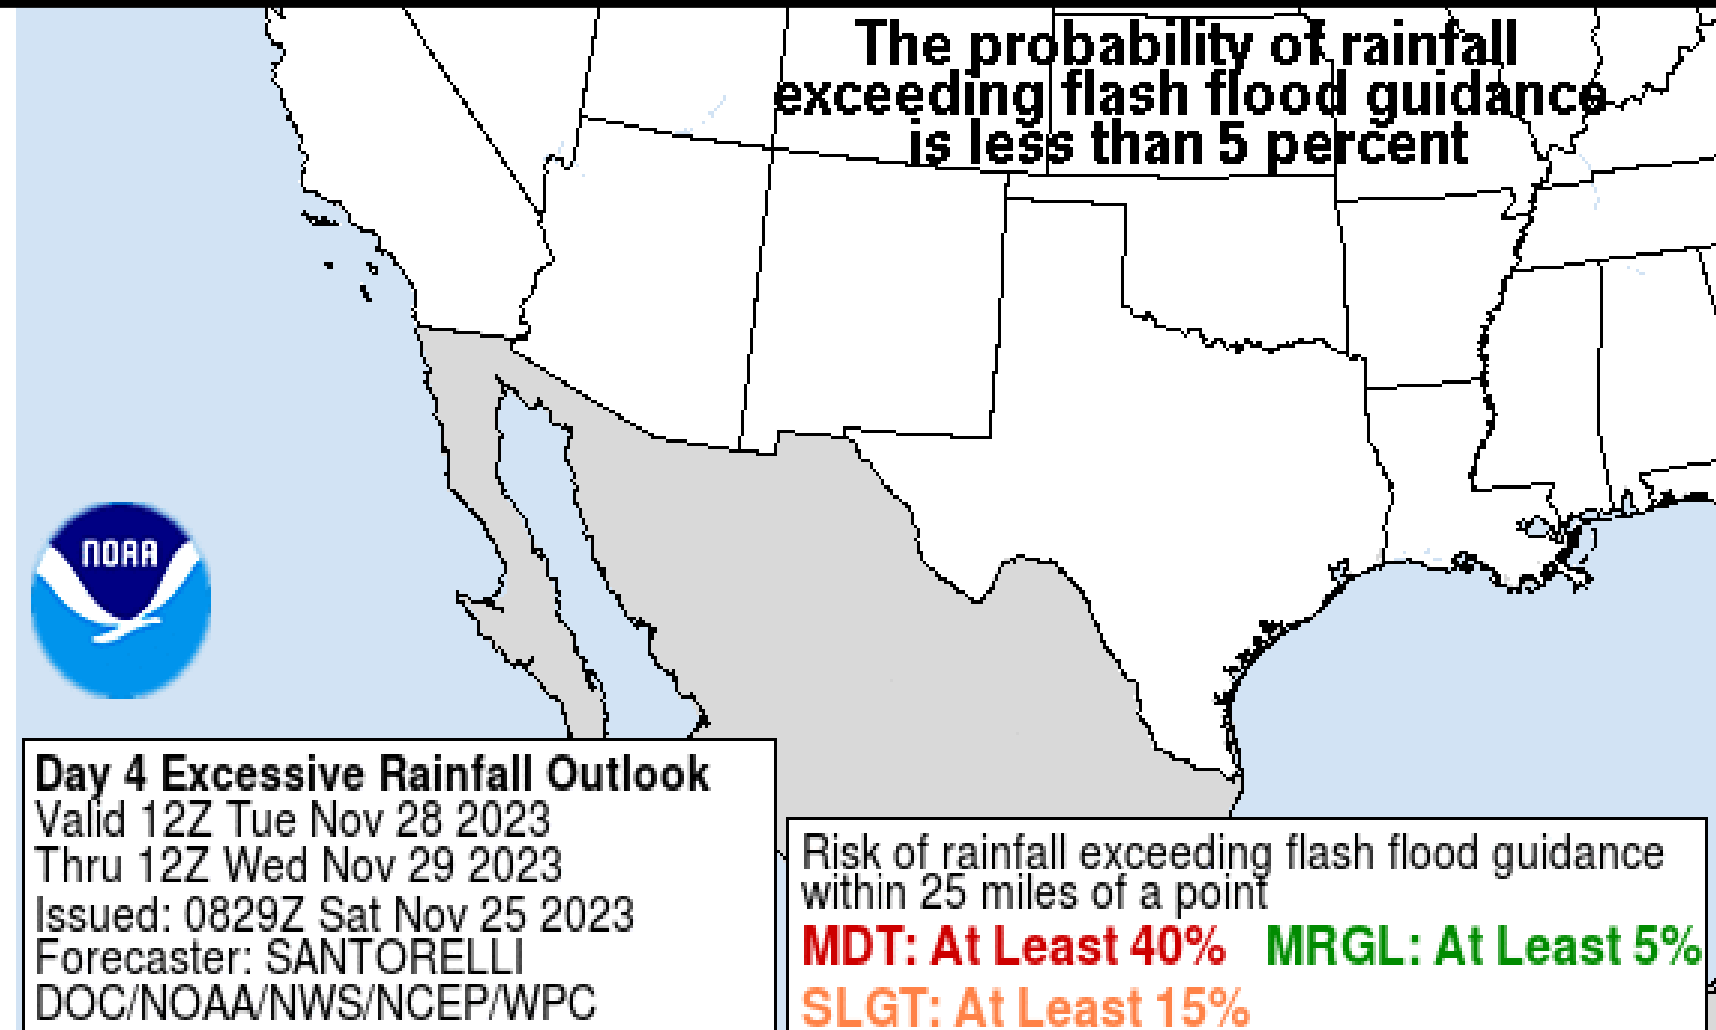 The probability of rainfall
exceeding flash flood guidance
is less than 5 percent
NOAA
Day 4 Excessive Rainfall Outlook
Valid 12Z Tue Nov 28 2023
Thru 12Z Wed Nov 29 2023
Issued: 0829Z Sat Nov 25 2023
Forecaster: SANTORELLI
DOC/NOAA/NWS/NCEP/WPC
Risk of rainfall exceeding flash flood guidance
within 25 miles of a point
MDT: At Least 40% MRGL: At Least 5%
SLGT: At Least 15%